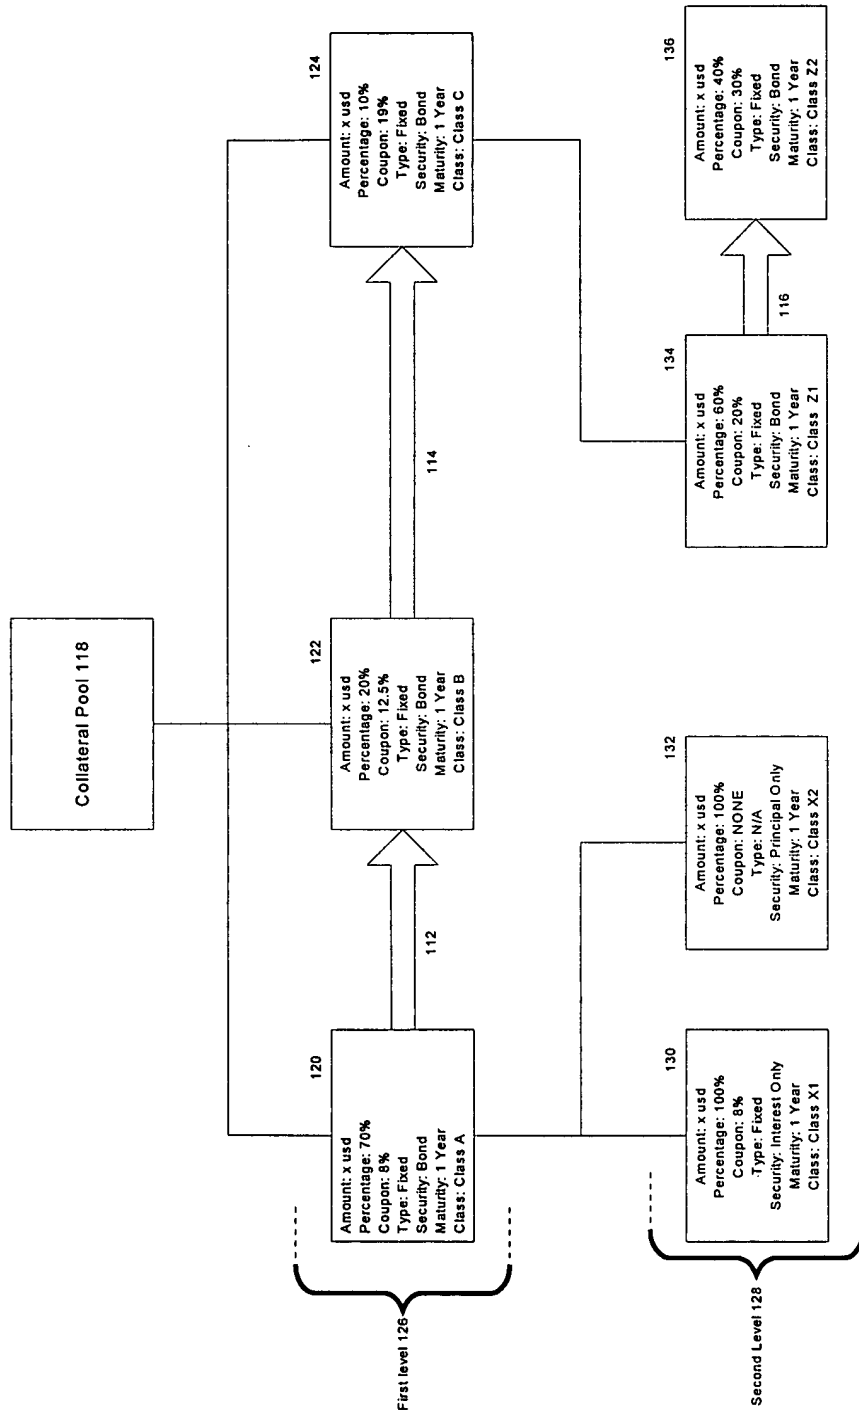 Collateral Pool 118
120
Amount: x usd
Percentage: 70%
Coupon: 8%
Type: Fixed
Security: Bond
Maturity: 1 Year
Class: Class A
112
122
Amount: x usd
Percentage: 20%
Coupon: 12.5%
Type: Fixed
Security: Bond
Maturity: 1 Year
Class: Class B
114
124
Amount: x usd
Percentage: 10%
Coupon: 19%
Type: Fixed
Security: Bond
Maturity: 1 Year
Class: Class C
First level 126
130
Amount: x usd
Percentage: 100%
Coupon: 8%
Type: Fixed
Security: Interest Only
Maturity: 1 Year
Class: Class X1
132
Amount: x usd
Percentage: 100%
Coupon: NONE
Type: N/A
Security: Principal Only
Maturity: 1 Year
Class: Class X2
134
Amount: x usd
Percentage: 60%
Coupon: 20%
Type: Fixed
Security: Bond
Maturity: 1 Year
Class: Class Z1
116
136
Amount: x usd
Percentage: 40%
Coupon: 30%
Type: Fixed
Security: Bond
Maturity: 1 Year
Class: Class Z2
Second Level 128